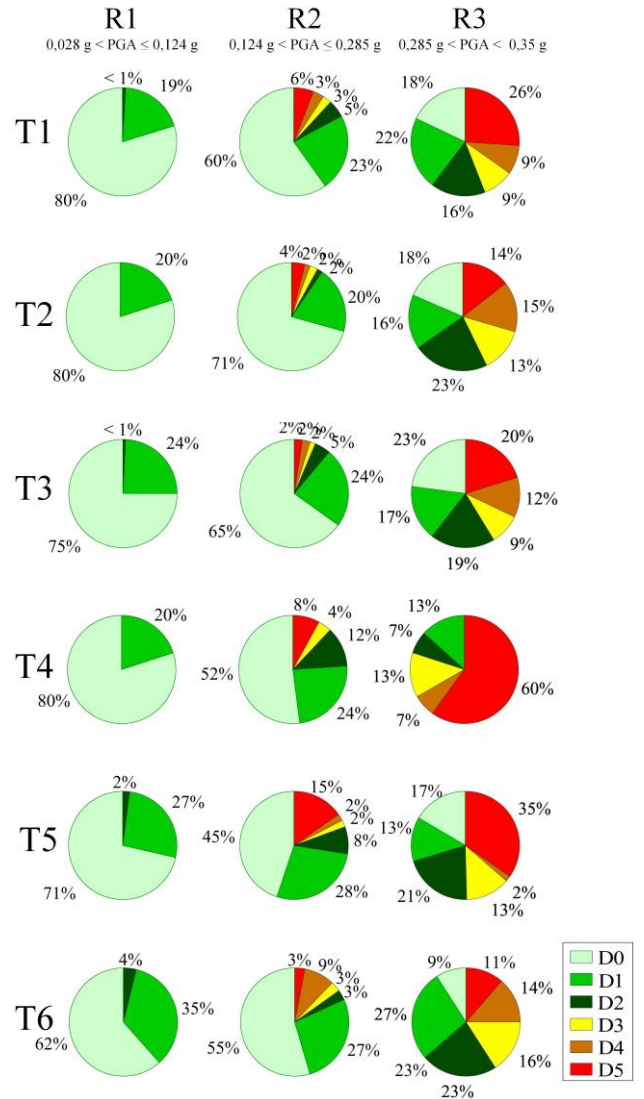 R1 R2 R3
0,028 g < PGA ≤ 0,124 g 0,124 g < PGA ≤ 0,285 g 0,285 g < PGA < 0,35 g
T1
< 1% 19% 80%
6% 3% 3% 5% 23% 60%
18% 26% 9% 9% 16% 22%
T2
20% 80%
4% 2% 2% 2% 20% 71%
18% 14% 15% 13% 23% 16%
T3
< 1% 24% 75%
2% 2% 2% 5% 24% 65%
23% 20% 12% 9% 19% 17%
T4
20% 80%
8% 4% 12% 24% 52%
13% 60% 7% 13% 7%
T5
2% 27% 71%
15% 2% 2% 8% 28% 45%
17% 35% 2% 13% 21% 13%
T6
4% 35% 62%
3% 9% 3% 3% 27% 55%
9% 11% 14% 16% 23% 23% 27%
D0
D1
D2
D3
D4
D5